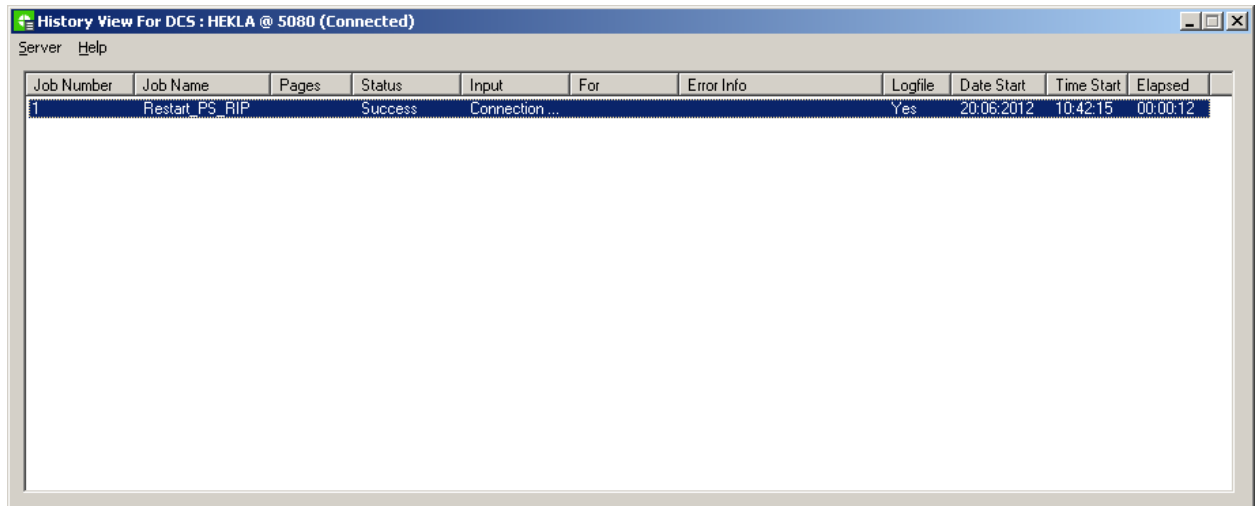 History View For DCS : HEKLA @ 5080 (Connected)
Server Help
Job Number Job Name Pages Status Input For Error Info Logfile Date Start Time Start Elapsed
1 Restart_PS_RIP Success Connection ... Yes 20:06:2012 10:42:15 00:00:12